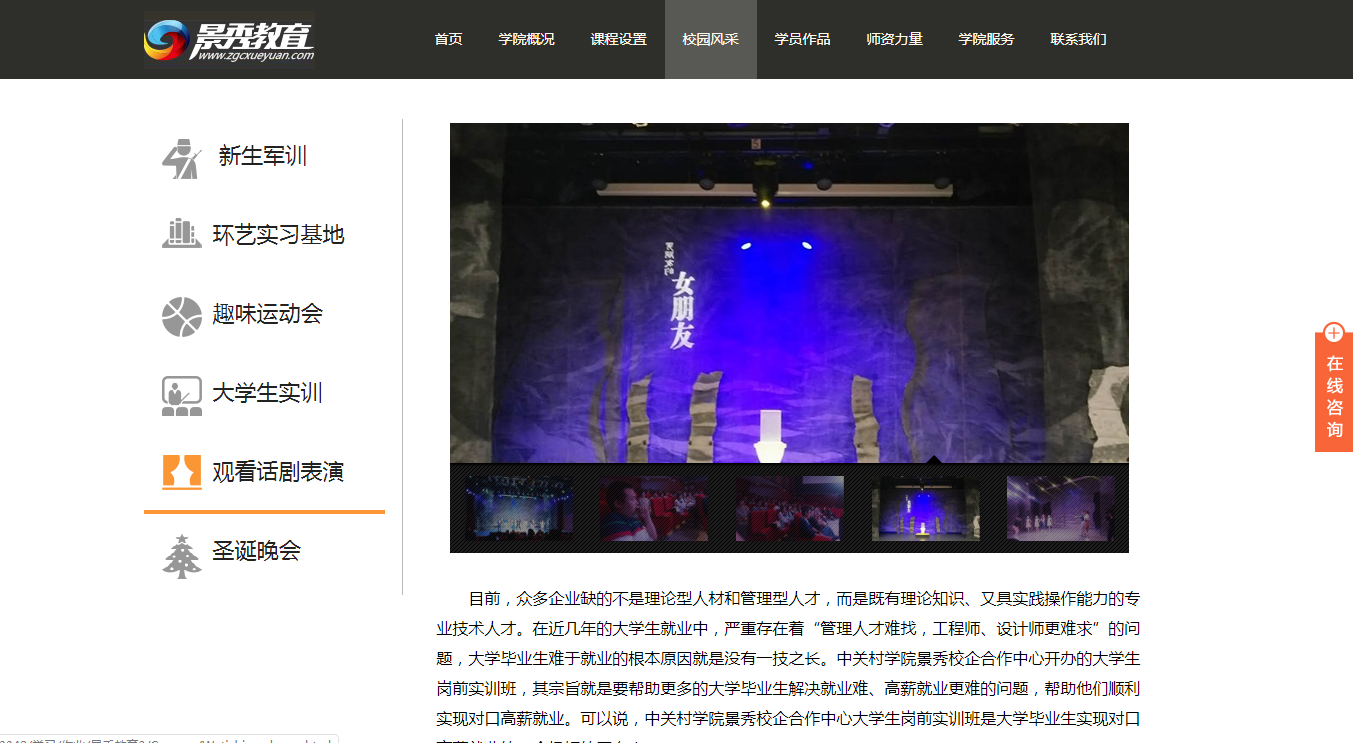 景秀教育
www.zgcxueyuan.com
首页 学院概况 课程设置 校园风采 学员作品 师资力量 学院服务 联系我们
新生军训
环艺实习基地
趣味运动会
大学生实训
观看话剧表演
圣诞晚会
5
女朋友
在线咨询
目前，众多企业缺的不是理论型人材和管理型人才，而是既有理论知识、又具实践操作能力的专
业技术人才。在近几年的大学生就业中，严重存在着“管理人才难找，工程师、设计师更难求”的问
题，大学毕业生难于就业的根本原因就是没有一技之长。中关村学院景秀校企合作中心开办的大学生
岗前实训班，其宗旨就是要帮助更多的大学毕业生解决就业难、高薪就业更难的问题，帮助他们顺利
实现对口高薪就业。可以说，中关村学院景秀校企合作中心大学生岗前实训班是大学毕业生实现对口